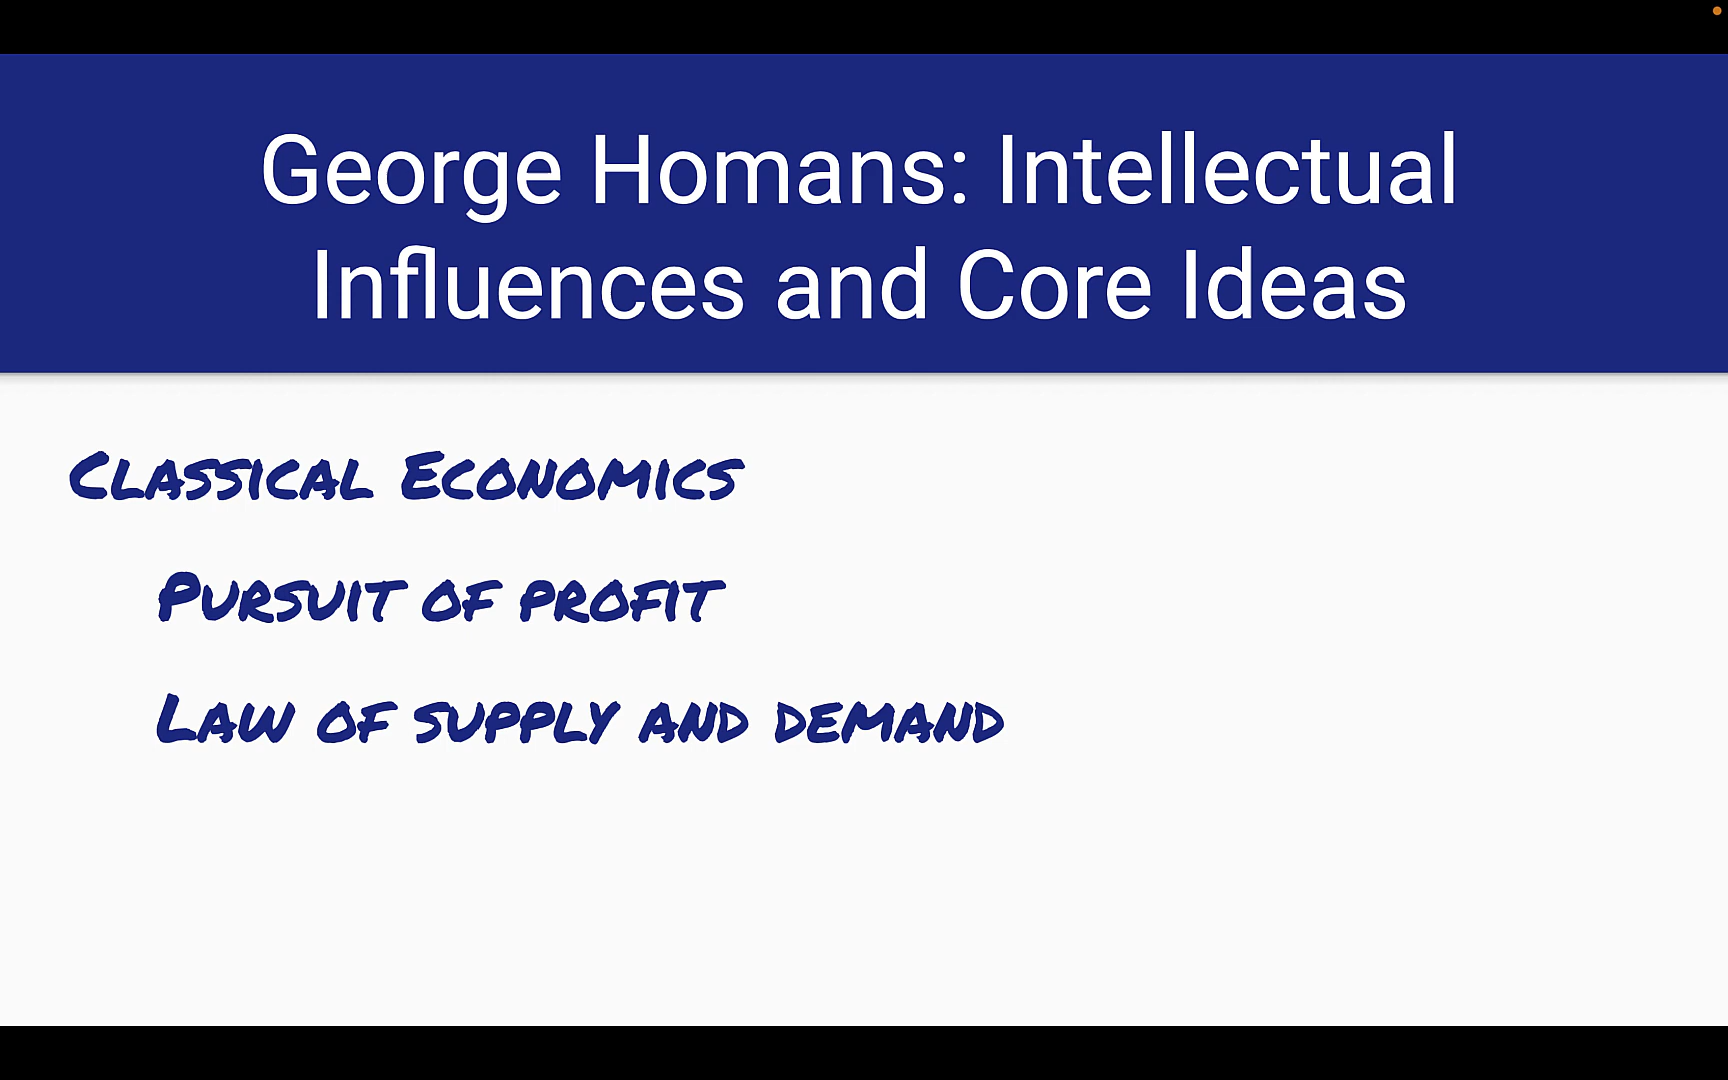 George Homans: Intellectual
Influences and Core Ideas
Classical Economics
Pursuit of profit
Law of supply and demand